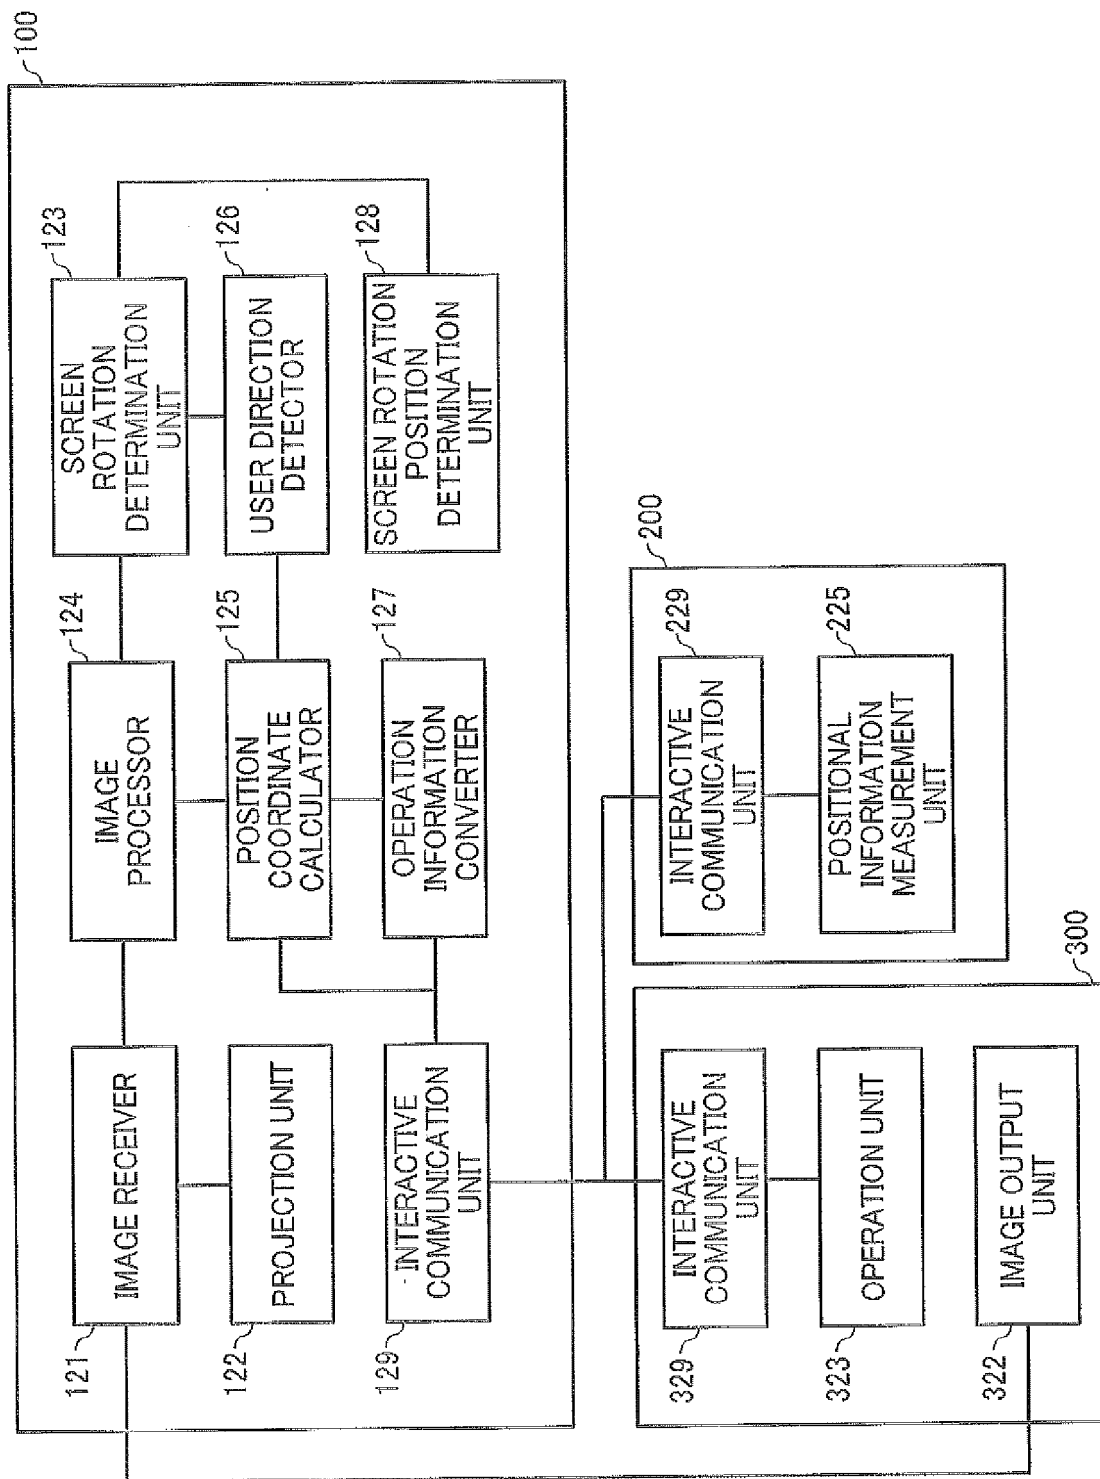 100
121
IMAGE RECEIVER
124
IMAGE
PROCESSOR
123
SCREEN
ROTATION
DETERMINATION
UNIT
122
PROJECTION UNIT
125
POSITION
COORDINATE
CALCULATOR
126
USER DIRECTION
DETECTOR
129
INTERACTIVE
COMMUNICATION
UNIT
127
OPERATION
INFORMATION
CONVERTER
128
SCREEN ROTATION
POSITION
DETERMINATION
UNIT
200
229
INTERACTIVE
COMMUNICATION
UNIT
225
POSITIONAL
INFORMATION
MEASUREMENT
UNIT
300
329
INTERACTIVE
COMMUNICATION
UNIT
323
OPERATION UNIT
322
IMAGE OUTPUT
UNIT